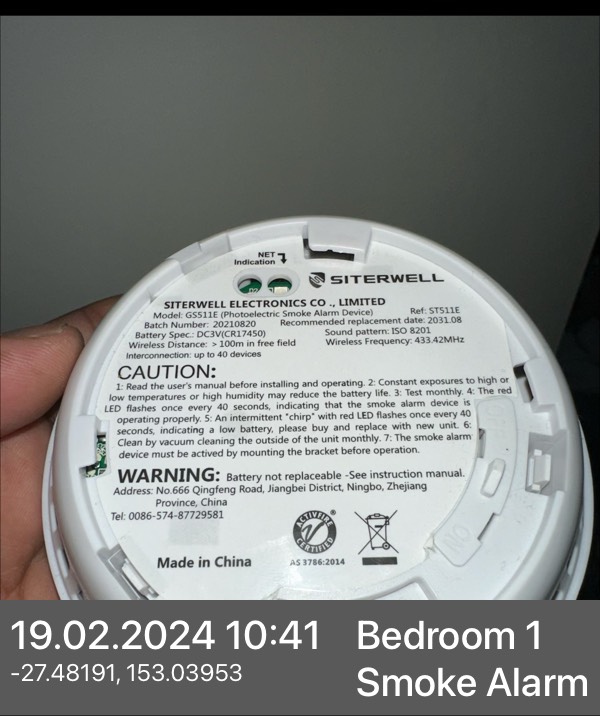 NET
Indication
SITERWELL
SITERWELL ELECTRONICS CO ., LIMITED
Model: GS511E (Photoelectric Smoke Alarm Device) Ref: ST511E
Batch Number: 20210820 Recommended replacement date: 2031.08
Battery Spec.: DC3V(CR17450) Sound pattern: ISO 8201
Wireless Distance: >100m in free field Wireless Frequency: 433.42MHz
Interconnection: up to 40 devices
CAUTION:
1: Read the user's manual before installing and operating. 2: Constant exposures to high or
low temperatures or high humidity may reduce the battery life. 3: Test monthly. 4: The red
LED flashes once every 40 seconds, indicating that the smoke alarm device is
operating properly. 5: An intermittent "chirp" with red LED flashes once every 40
seconds, indicating a low battery, please buy and replace with new unit. 6:
Clean by vacuum cleaning the outside of the unit monthly. 7: The smoke alarm
device must be actived by mounting the bracket before operation.
WARNING: Battery not replaceable -See instruction manual.
Address: No.666 Qingfeng Road, Jiangbei District, Ningbo, Zhejiang
Province, China
Tel: 0086-574-87729581
ACTIVFIRE
CERTIFIED
®
Made in China
AS 3786:2014
NO
19.02.2024 10:41
-27.48191, 153.03953
Bedroom 1
Smoke Alarm